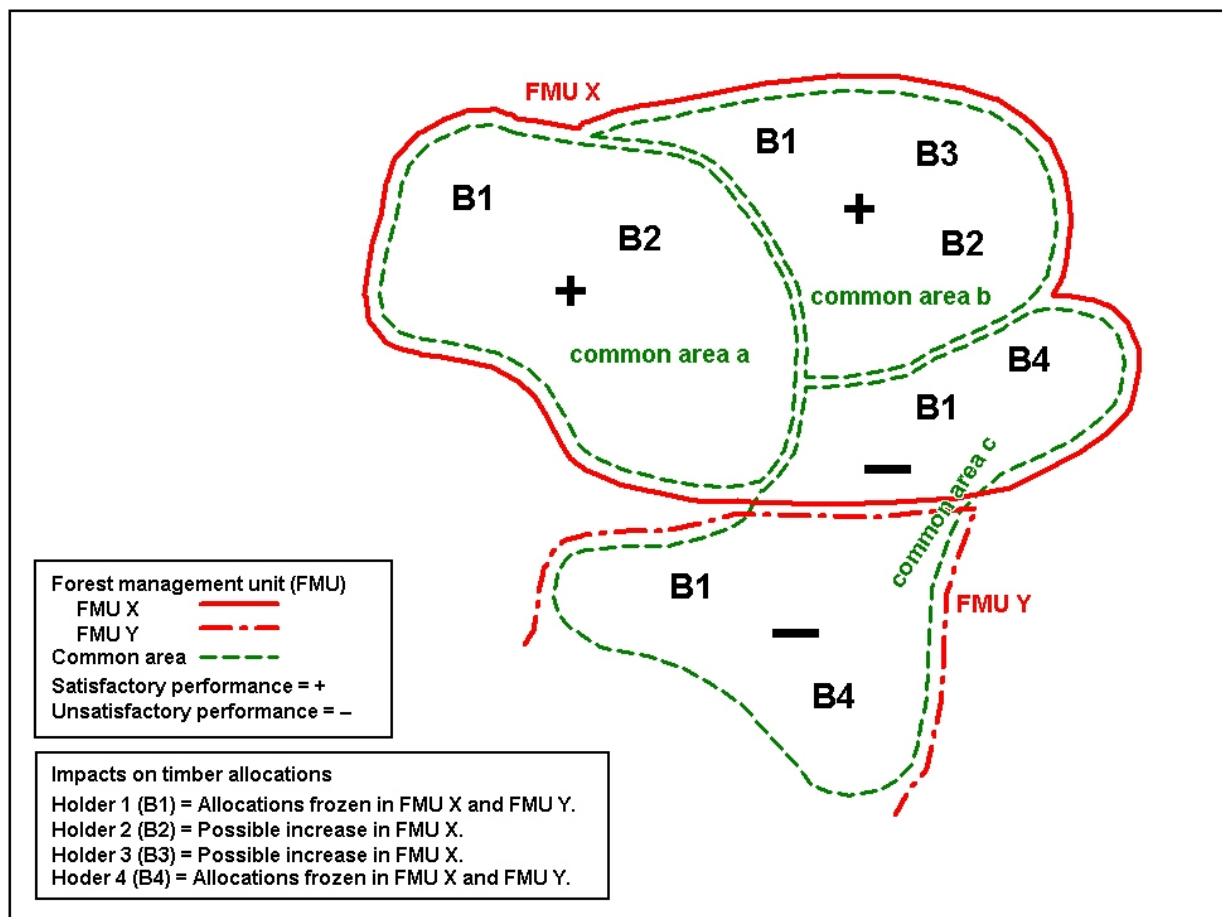 FMU X
B1
B3
B1
B2
B2
+
+
common area b
common area a
B4
B1
–
common area c
B1
FMU Y
–
B4
Forest management unit (FMU)
FMU X
FMU Y
Common area
Satisfactory performance = +
Unsatisfactory performance = –
Impacts on timber allocations
Holder 1 (B1) = Allocations frozen in FMU X and FMU Y.
Holder 2 (B2) = Possible increase in FMU X.
Holder 3 (B3) = Possible increase in FMU X.
Hoder 4 (B4) = Allocations frozen in FMU X and FMU Y.